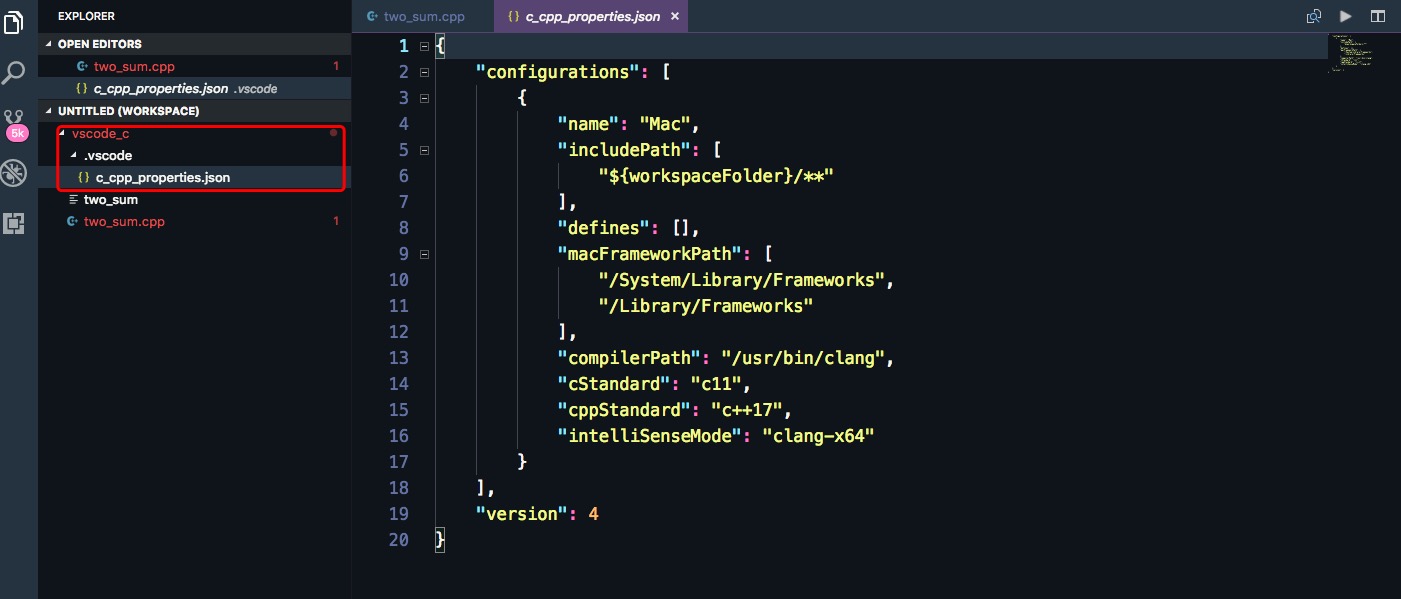 EXPLORER
OPEN EDITORS
two_sum.cpp 1
{} c_cpp_properties.json .vscode
UNTITLED (WORKSPACE)
vscode_c
.vscode
{} c_cpp_properties.json
two_sum
two_sum.cpp 1
5k
two_sum.cpp
{} c_cpp_properties.json ×
1 {
2 "configurations": [
3 {
4 "name": "Mac",
5 "includePath": [
6 "${workspaceFolder}/**"
7 ],
8 "defines": [],
9 "macFrameworkPath": [
10 "/System/Library/Frameworks",
11 "/Library/Frameworks"
12 ],
13 "compilerPath": "/usr/bin/clang",
14 "cStandard": "c11",
15 "cppStandard": "c++17",
16 "intelliSenseMode": "clang-x64"
17 }
18 ],
19 "version": 4
20 }